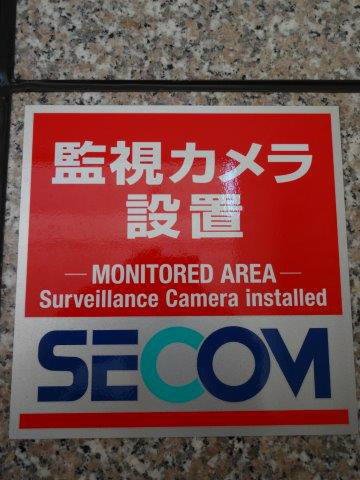 監視カメラ
設置
—MONITORED AREA—
Surveillance Camera installed
SECOM